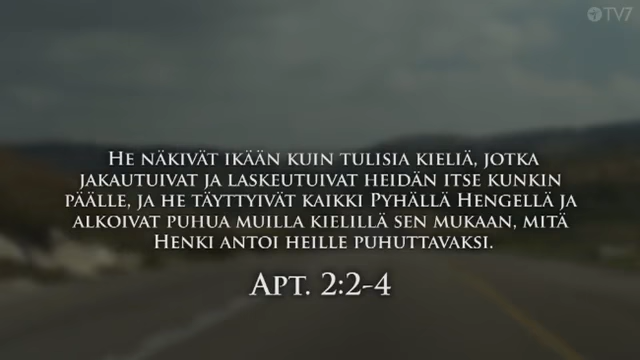 TV7
He näkivät ikään kuin tulisia kieliä, jotka
jakautuivat ja laskeutuivat heidän itse kunkin
päälle, ja he täyttyivät kaikki Pyhällä Hengellä ja
alkoivat puhua muilla kielillä sen mukaan, mitä
Henki antoi heille puhuttavaksi.
Apt. 2:2-4